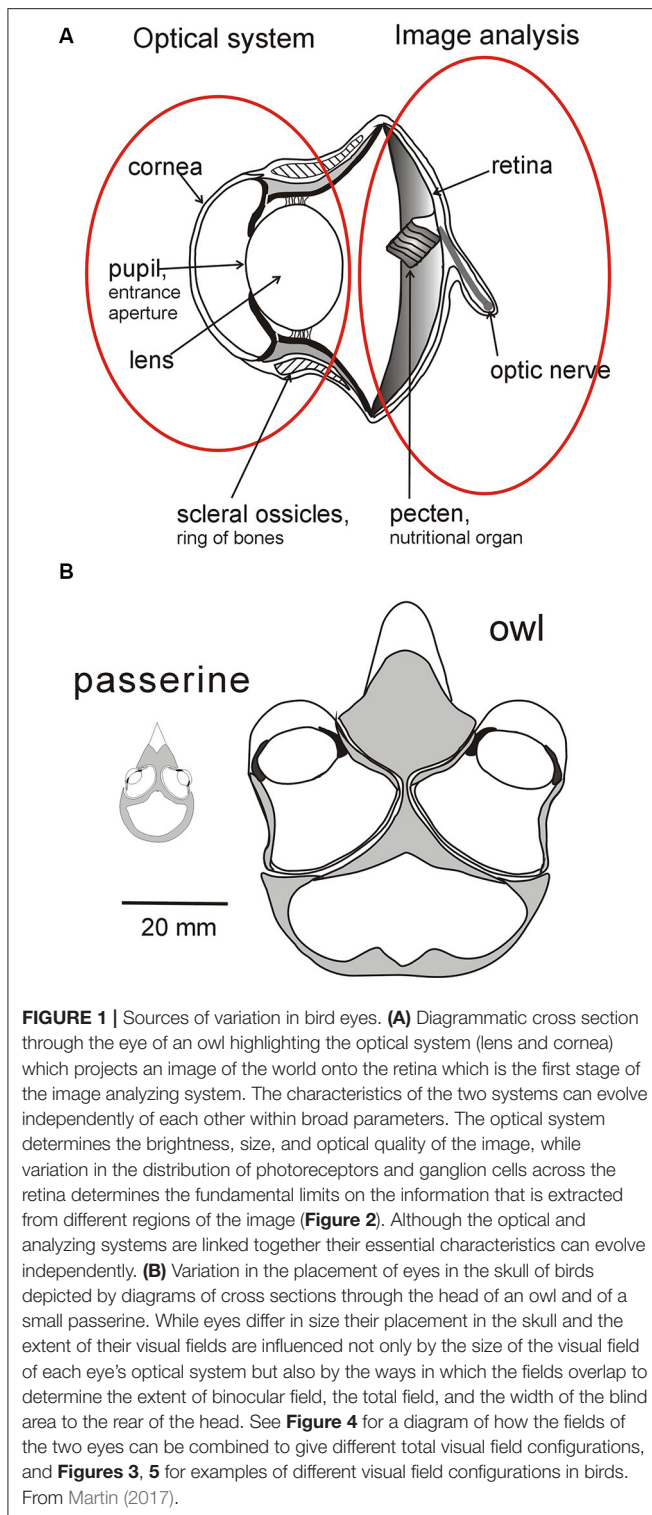 A
Optical system
Image analysis
cornea
retina
pupil,
entrance
aperture
lens
optic nerve
scleral ossicles,
ring of bones
pecten,
nutritional organ
B
owl
passerine
20 mm
FIGURE 1 | Sources of variation in bird eyes. (A) Diagrammatic cross section
through the eye of an owl highlighting the optical system (lens and cornea)
which projects an image of the world onto the retina which is the first stage of
the image analyzing system. The characteristics of the two systems can evolve
independently of each other within broad parameters. The optical system
determines the brightness, size, and optical quality of the image, while
variation in the distribution of photoreceptors and ganglion cells across the
retina determines the fundamental limits on the information that is extracted
from different regions of the image (Figure 2). Although the optical and
analyzing systems are linked together their essential characteristics can evolve
independently. (B) Variation in the placement of eyes in the skull of birds
depicted by diagrams of cross sections through the head of an owl and of a
small passerine. While eyes differ in size their placement in the skull and the
extent of their visual fields are influenced not only by the size of the visual field
of each eye's optical system but also by the ways in which the fields overlap to
determine the extent of binocular field, the total field, and the width of the blind
area to the rear of the head. See Figure 4 for a diagram of how the fields of
the two eyes can be combined to give different total visual field configurations,
and Figures 3, 5 for examples of different visual field configurations in birds.
From Martin (2017).